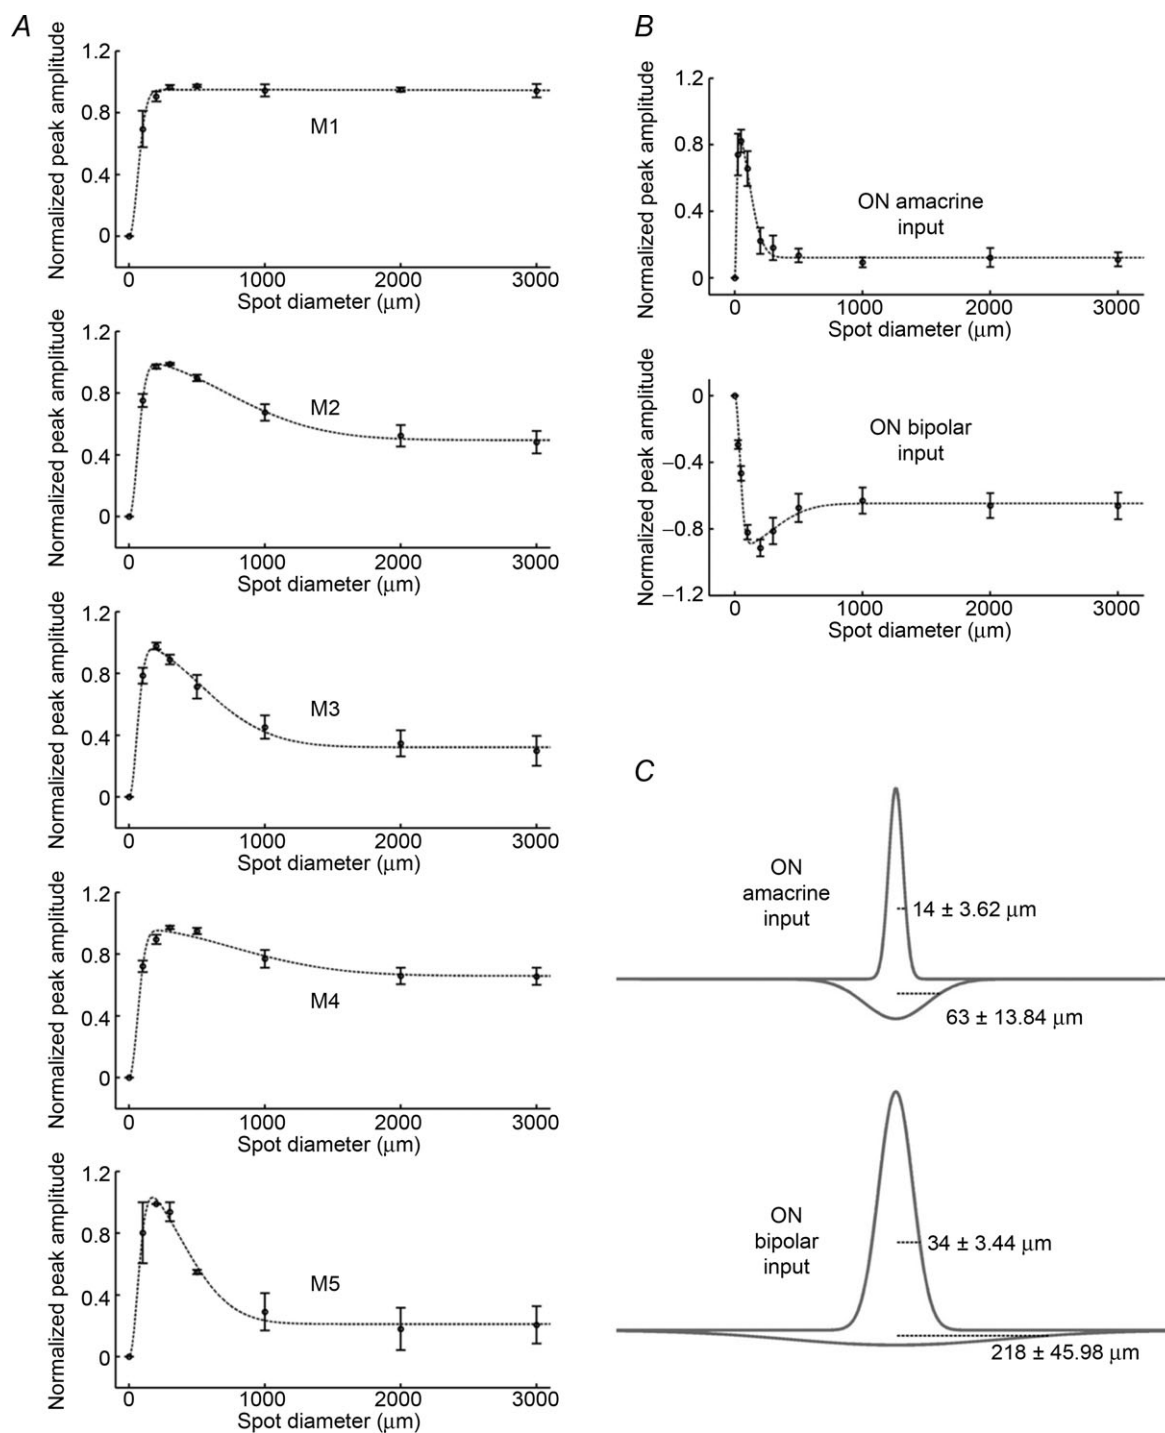 A
Normalized peak amplitude
1.2
0.8
0.4
0
M1
0 1000 2000 3000
Spot diameter (μm)
Normalized peak amplitude
1.2
0.8
0.4
0
M2
0 1000 2000 3000
Spot diameter (μm)
Normalized peak amplitude
1.2
0.8
0.4
0
M3
0 1000 2000 3000
Spot diameter (μm)
Normalized peak amplitude
1.2
0.8
0.4
0
M4
0 1000 2000 3000
Spot diameter (μm)
Normalized peak amplitude
1.2
0.8
0.4
0
M5
0 1000 2000 3000
Spot diameter (μm)
B
Normalized peak amplitude
1.2
0.8
0.4
0
ON amacrine
input
0 1000 2000 3000
Spot diameter (μm)
Normalized peak amplitude
0
−0.4
−0.8
−1.2
ON bipolar
input
0 1000 2000 3000
Spot diameter (μm)
C
ON
amacrine
input
14 ± 3.62 μm
63 ± 13.84 μm
ON
bipolar
input
34 ± 3.44 μm
218 ± 45.98 μm